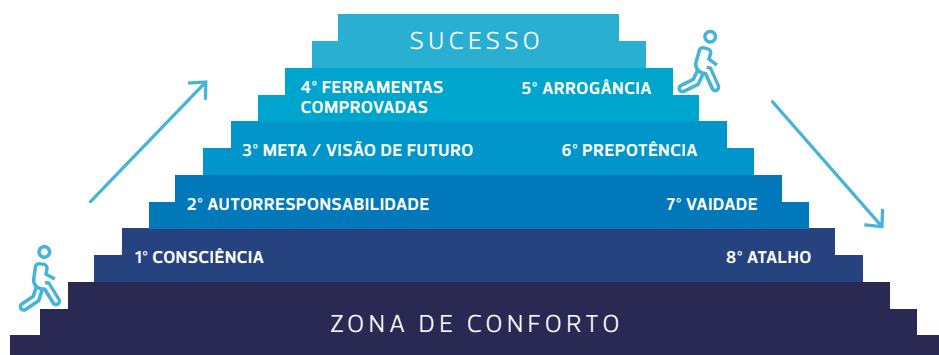 SUCESSO
4° FERRAMENTAS
COMPROVADAS
5° ARROGÂNCIA
3° META / VISÃO DE FUTURO
6° PREPOTÊNCIA
2° AUTORRESPONSABILIDADE
7° VAIDADE
1° CONSCIÊNCIA
8° ATALHO
ZONA DE CONFORTO